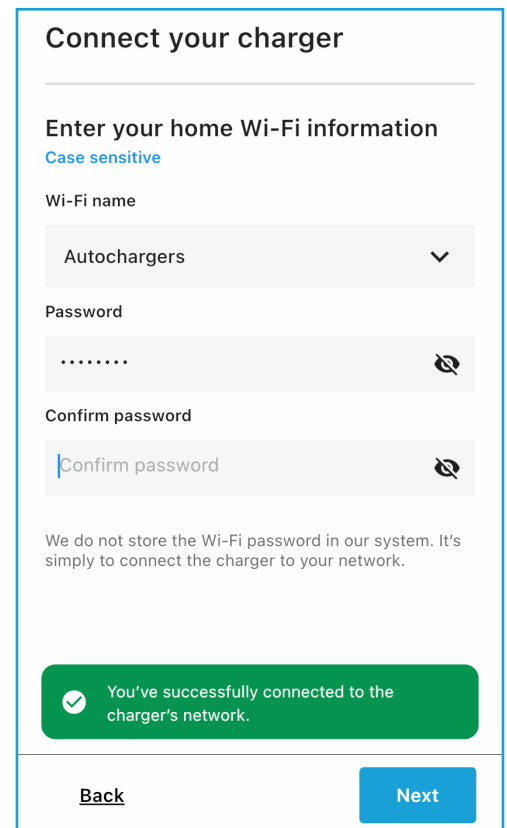 Connect your charger
Enter your home Wi-Fi information
Case sensitive
Wi-Fi name
Autochargers
Password
••••••••
Confirm password
Confirm password
We do not store the Wi-Fi password in our system. It's
simply to connect the charger to your network.
You’ve successfully connected to the
charger’s network.
Back
Next